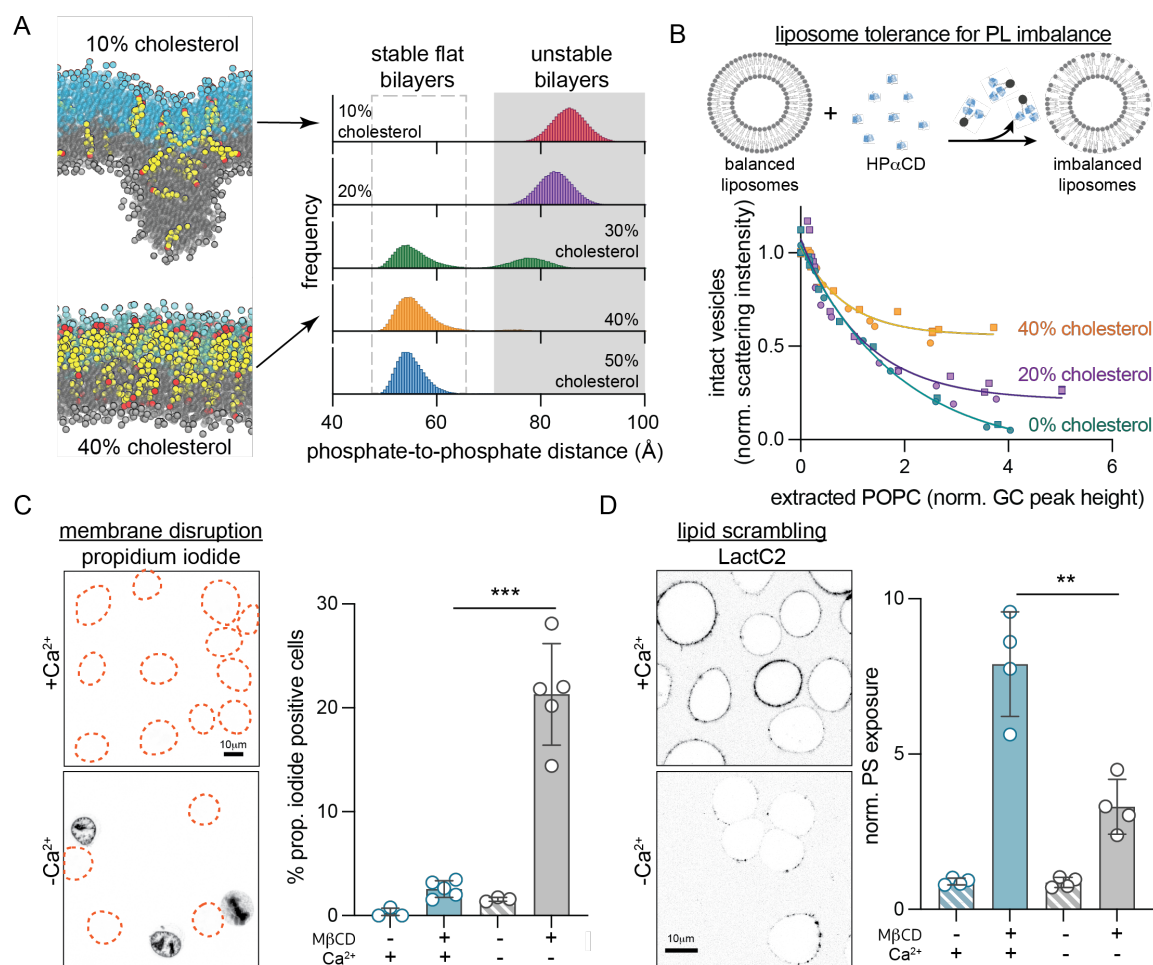 A
10% cholesterol
40% cholesterol
stable flat
bilayers
unstable
bilayers
10%
cholesterol
20%
30%
cholesterol
40%
50%
cholesterol
frequency
40
60
80
100
phosphate-to-phosphate distance (Å)
B
liposome tolerance for PL imbalance
+
balanced
liposomes
HPαCD
imbalanced
liposomes
intact vesicles
(norm. scattering instensity)
1.0
0.5
0.0
40% cholesterol
20% cholesterol
0% cholesterol
0
2
4
6
extracted POPC (norm. GC peak height)
C
membrane disruption
propidium iodide
+Ca²⁺
10μm
-Ca²⁺
% prop. iodide positive cells
30
20
10
0
***
MβCD - + - +
Ca²⁺ + + - -
D
lipid scrambling
LactC2
+Ca²⁺
-Ca²⁺
10μm
norm. PS exposure
10
5
0
**
MβCD - + - +
Ca²⁺ + + - -